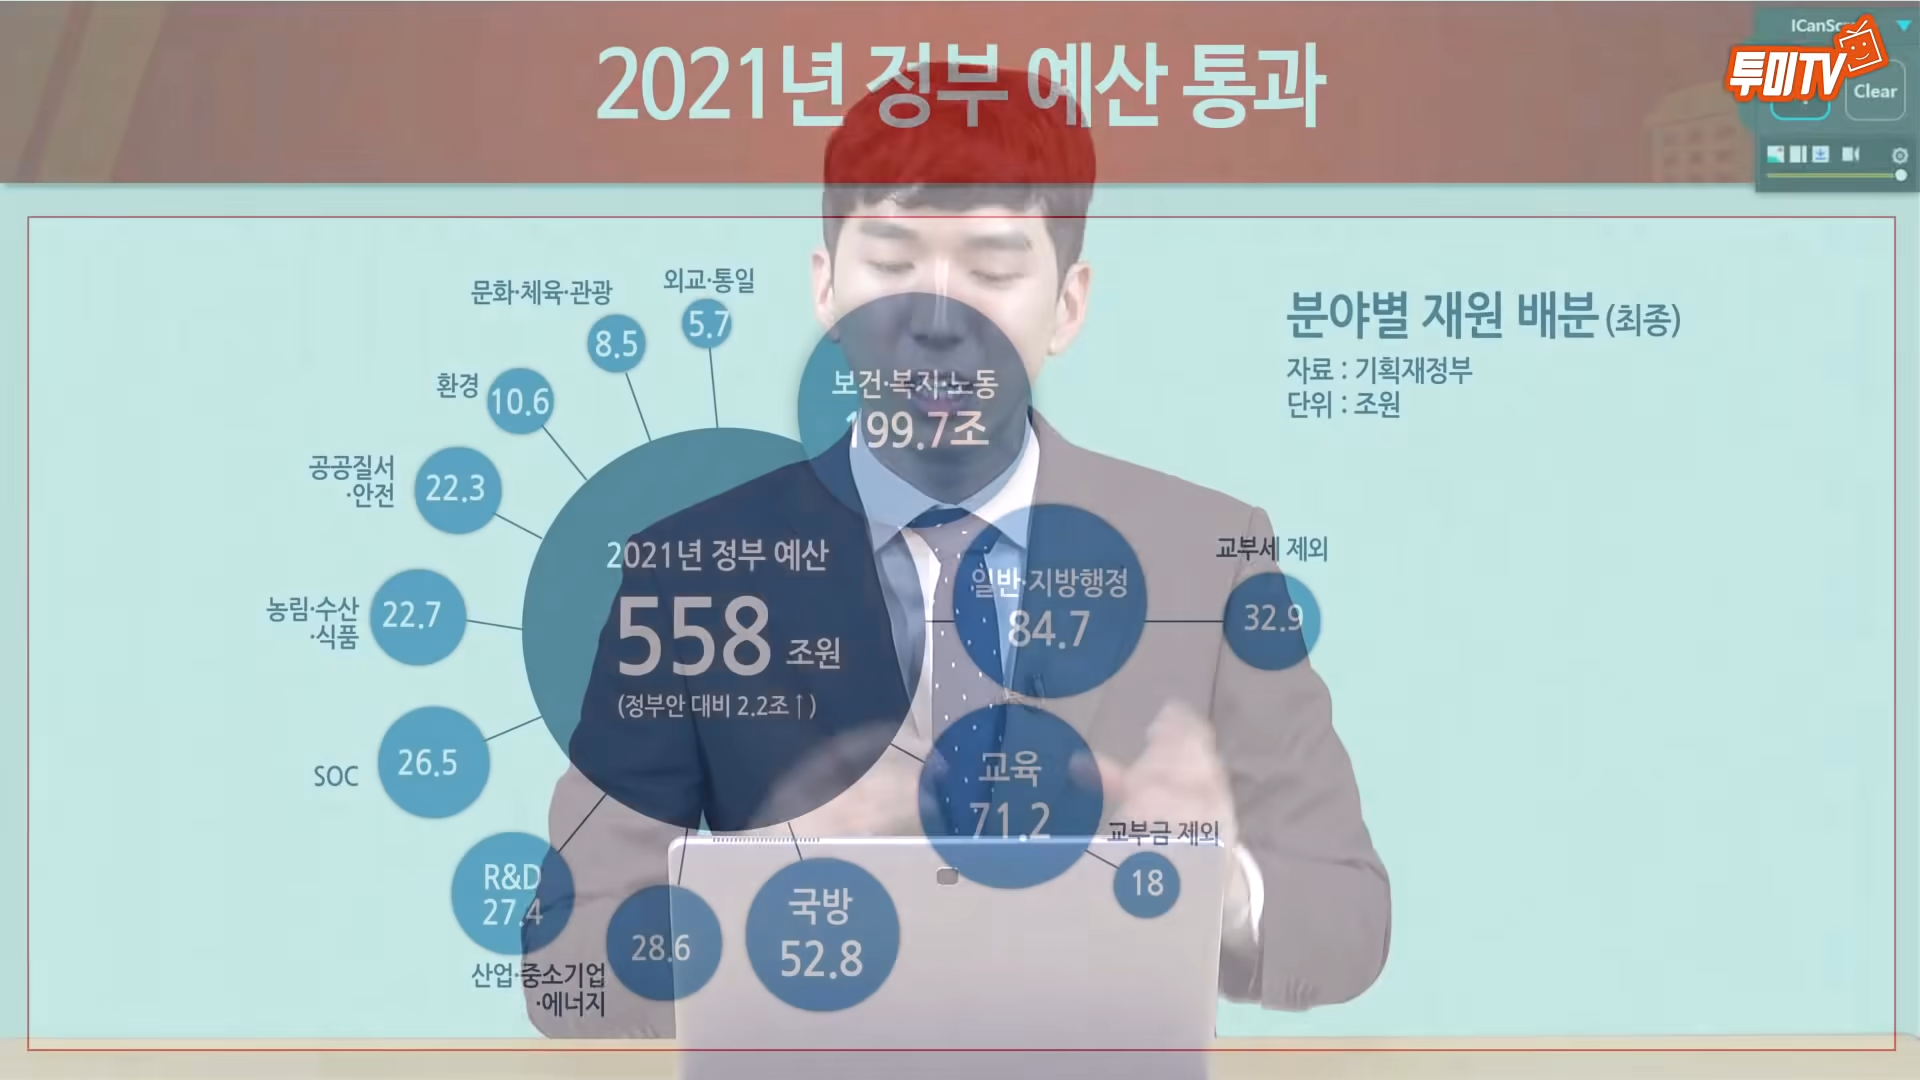 2021년 정부 예산 통과
투미TV
Clear
분야별 재원 배분 (최종)
자료 : 기획재정부
단위 : 조원
외교·통일
5.7
문화·체육·관광
8.5
환경
10.6
공공질서
·안전
22.3
농림·수산
·식품
22.7
SOC
26.5
R&D
27.4
산업·중소기업
·에너지
28.6
국방
52.8
교육
71.2
교부금 제외
18
일반·지방행정
84.7
교부세 제외
32.9
보건·복지·노동
199.7조
2021년 정부 예산
558 조원
(정부안 대비 2.2조↑)